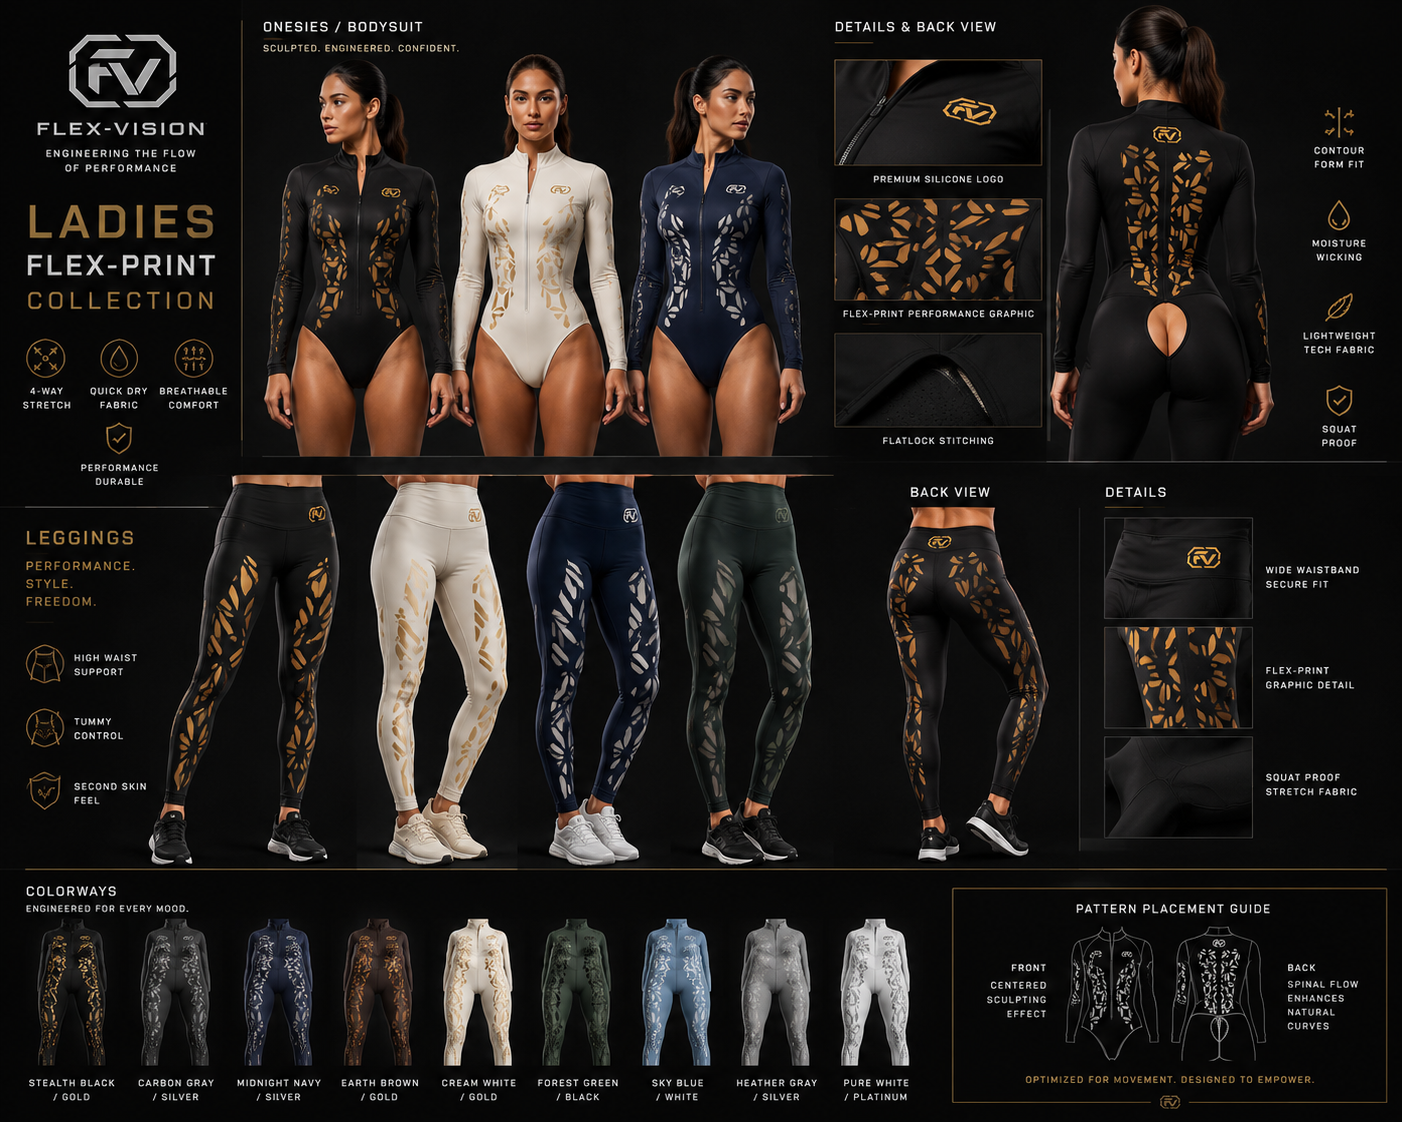 FV
FLEX-VISION
ENGINEERING THE FLOW
OF PERFORMANCE
LADIES
FLEX-PRINT
COLLECTION
4-WAY
STRETCH
QUICK DRY
FABRIC
BREATHABLE
COMFORT
PERFORMANCE
DURABLE
ONESIES / BODYSUIT
SCULPTED. ENGINEERED. CONFIDENT.
DETAILS & BACK VIEW
PREMIUM SILICONE LOGO
FLEX-PRINT PERFORMANCE GRAPHIC
FLATLOCK STITCHING
CONTOUR
FORM FIT
MOISTURE
WICKING
LIGHTWEIGHT
TECH FABRIC
SQUAT
PROOF
LEGGINGS
PERFORMANCE.
STYLE.
FREEDOM.
HIGH WAIST
SUPPORT
TUMMY
CONTROL
SECOND SKIN
FEEL
BACK VIEW
DETAILS
WIDE WAISTBAND
SECURE FIT
FLEX-PRINT
GRAPHIC DETAIL
SQUAT PROOF
STRETCH FABRIC
COLORWAYS
ENGINEERED FOR EVERY MOOD.
STEALTH BLACK
/ GOLD
CARBON GRAY
/ SILVER
MIDNIGHT NAVY
/ SILVER
EARTH BROWN
/ GOLD
CREAM WHITE
/ GOLD
FOREST GREEN
/ BLACK
SKY BLUE
/ WHITE
HEATHER GRAY
/ SILVER
PURE WHITE
/ PLATINUM
PATTERN PLACEMENT GUIDE
FRONT
CENTERED
SCULPTING
EFFECT
BACK
SPINAL FLOW
ENHANCES
NATURAL
CURVES
OPTIMIZED FOR MOVEMENT. DESIGNED TO EMPOWER.
FV